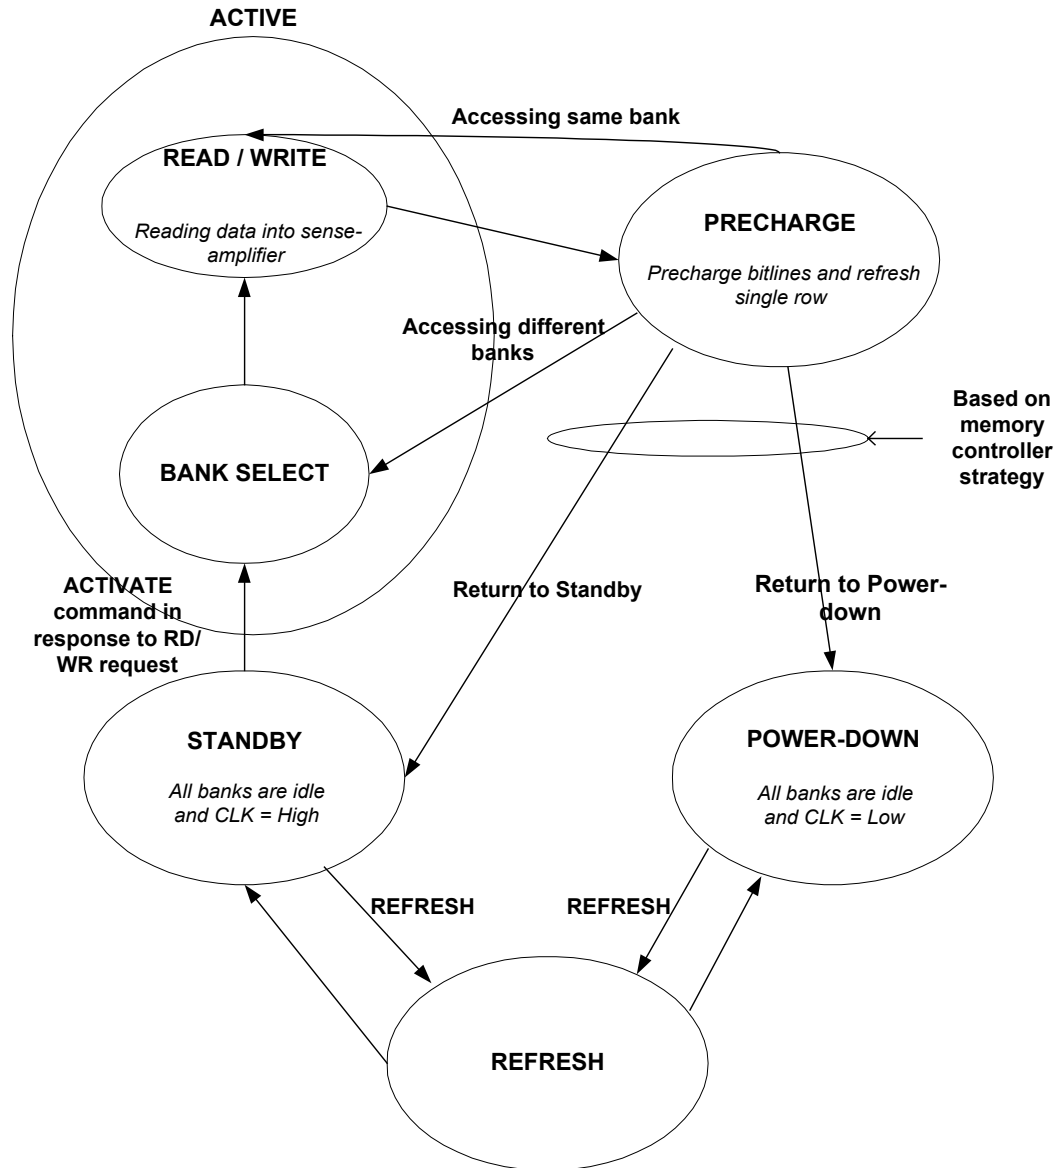 ACTIVE
Accessing same bank
READ / WRITE
Reading data into sense-
amplifier
PRECHARGE
Precharge bitlines and refresh
single row
Accessing different
banks
Based on
memory
controller
strategy
BANK SELECT
ACTIVATE
command in
response to RD/
WR request
Return to Standby
Return to Power-
down
STANDBY
All banks are idle
and CLK = High
POWER-DOWN
All banks are idle
and CLK = Low
REFRESH
REFRESH
REFRESH